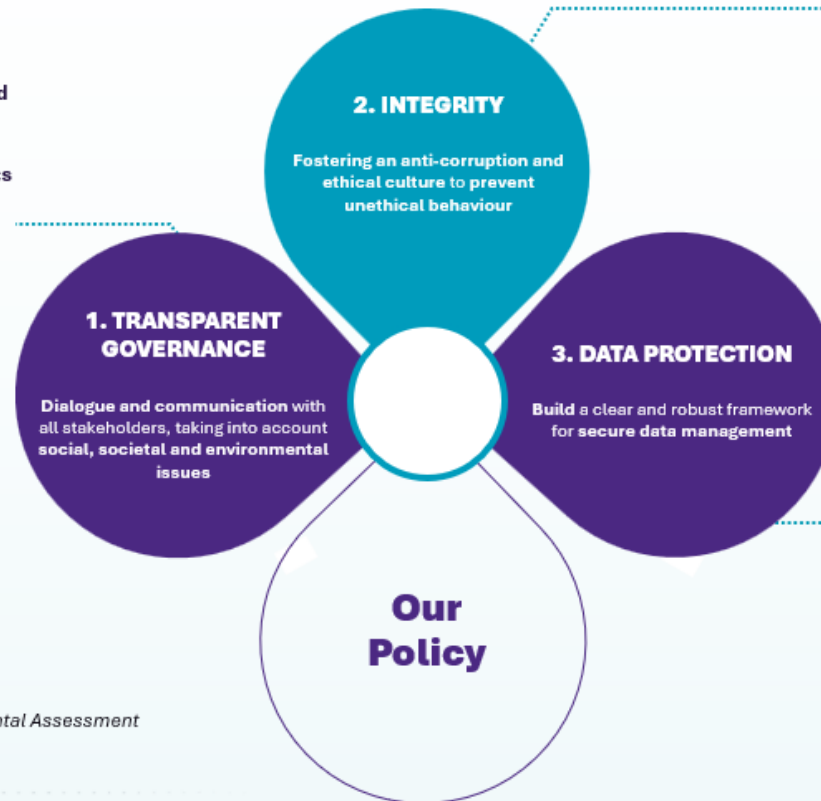 2. INTEGRITY
Fostering an anti-corruption and
ethical culture to prevent
unethical behaviour
1. TRANSPARENT
GOVERNANCE
Dialogue and communication with
all stakeholders, taking into account
social, societal and environmental
issues
3. DATA PROTECTION
Build a clear and robust framework
for secure data management
Our
Policy
Assessment